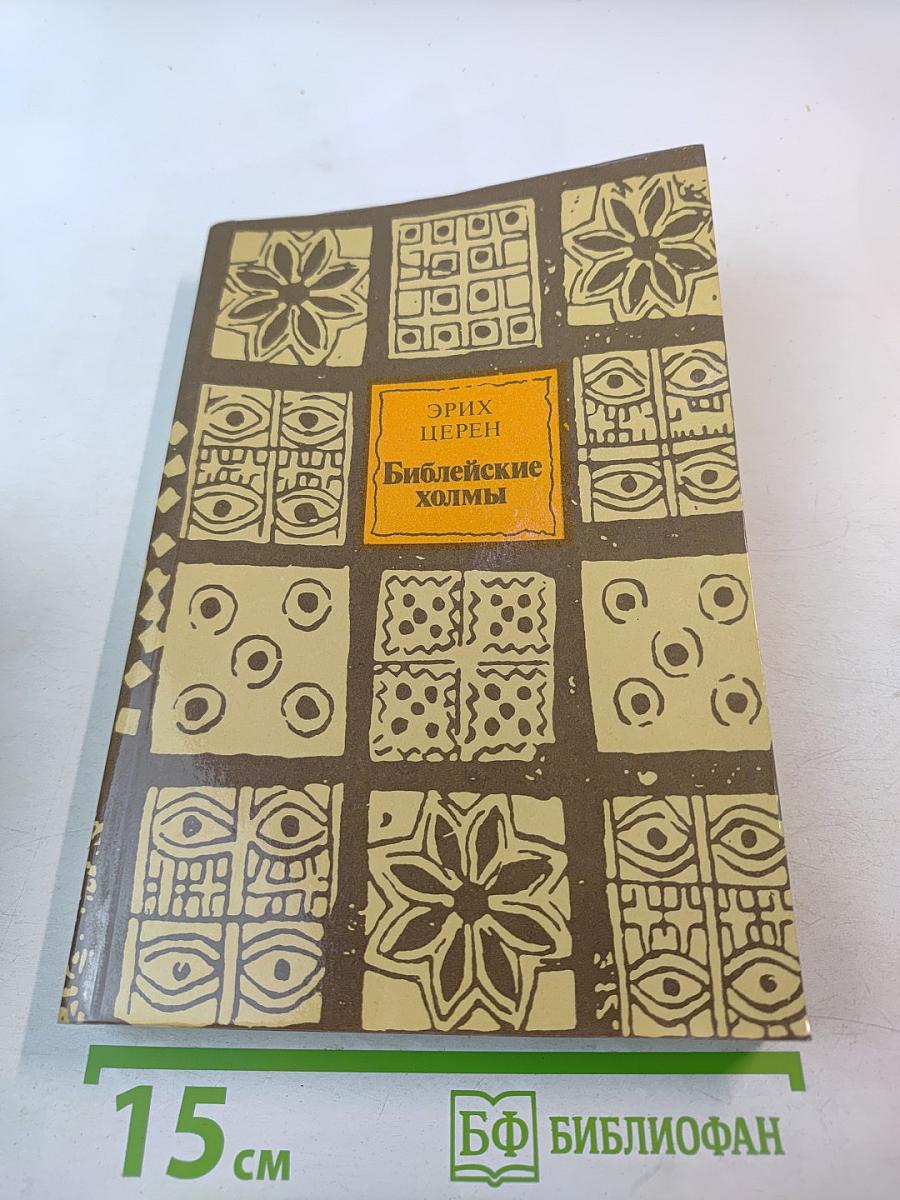 ЭРИХ
ЦЕРЕН
Библейские
холмы
15 см
БФ БИБЛИОФАН